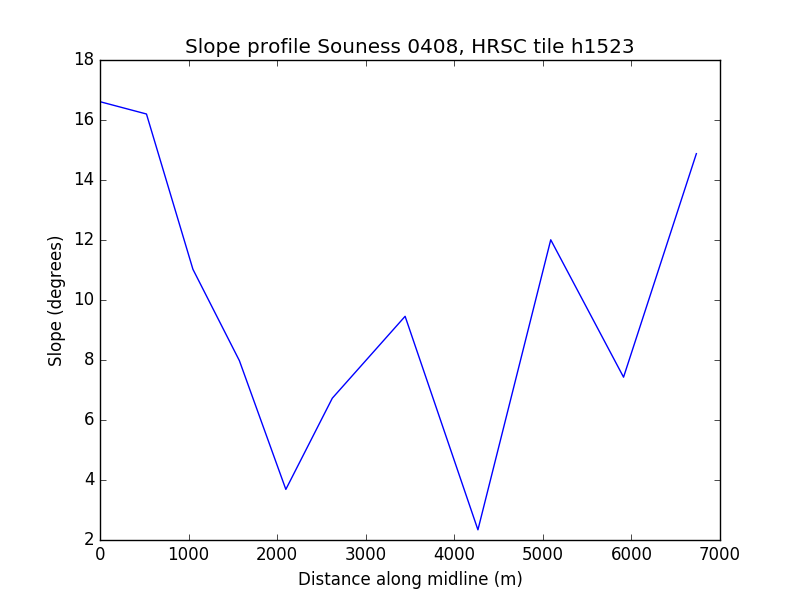 Slope profile Souness 0408, HRSC tile h1523
18
16
14
12
10
8
6
4
2
Slope (degrees)
0 1000 2000 3000 4000 5000 6000 7000
Distance along midline (m)